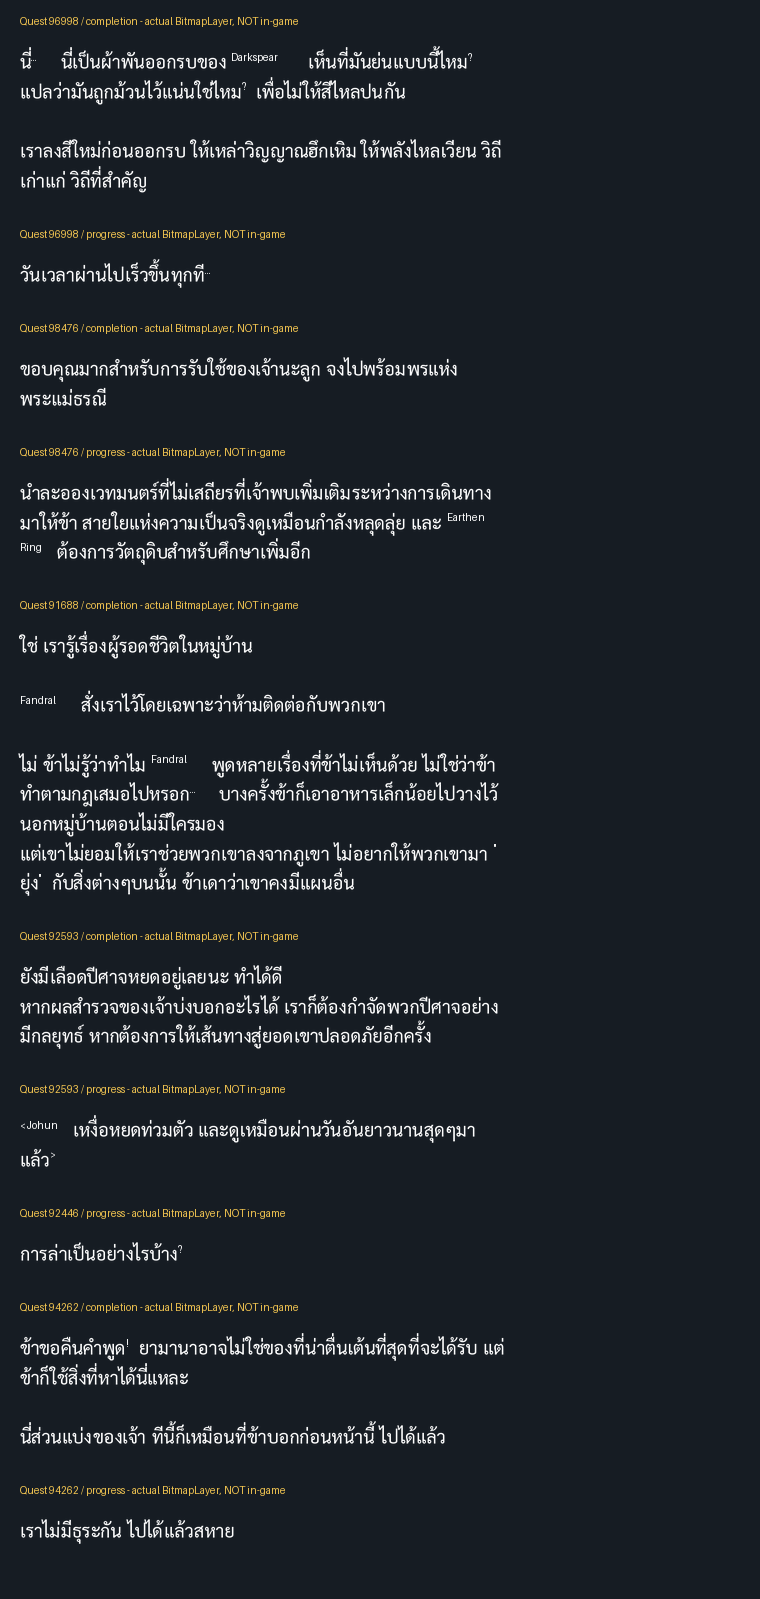 Quest 96998 / completion - actual BitmapLayer, NOT in-game
นี่… นี่เป็นผ้าพันออกรบของ Darkspear เห็นที่มันย่นแบบนี้ไหม?
แปลว่ามันถูกม้วนไว้แน่นใช่ไหม? เพื่อไม่ให้สีไหลปนกัน
เราลงสีใหม่ก่อนออกรบ ให้เหล่าวิญญาณฮึกเหิม ให้พลังไหลเวียน วิถี
เก่าแก่ วิถีที่สำคัญ
Quest 96998 / progress - actual BitmapLayer, NOT in-game
วันเวลาผ่านไปเร็วขึ้นทุกที…
Quest 98476 / completion - actual BitmapLayer, NOT in-game
ขอบคุณมากสำหรับการรับใช้ของเจ้านะลูก จงไปพร้อมพรแห่ง
พระแม่ธรณี
Quest 98476 / progress - actual BitmapLayer, NOT in-game
นำละอองเวทมนตร์ที่ไม่เสถียรที่เจ้าพบเพิ่มเติมระหว่างการเดินทาง
มาให้ข้า สายใยแห่งความเป็นจริงดูเหมือนกำลังหลุดลุ่ย และ Earthen
Ring ต้องการวัตถุดิบสำหรับศึกษาเพิ่มอีก
Quest 91688 / completion - actual BitmapLayer, NOT in-game
ใช่ เรารู้เรื่องผู้รอดชีวิตในหมู่บ้าน
Fandral สั่งเราไว้โดยเฉพาะว่าห้ามติดต่อกับพวกเขา
ไม่ ข้าไม่รู้ว่าทำไม Fandral พูดหลายเรื่องที่ข้าไม่เห็นด้วย ไม่ใช่ว่าข้า
ทำตามกฎเสมอไปหรอก… บางครั้งข้าก็เอาอาหารเล็กน้อยไปวางไว้
นอกหมู่บ้านตอนไม่มีใครมอง
แต่เขาไม่ยอมให้เราช่วยพวกเขาลงจากภูเขา ไม่อยากให้พวกเขามา '
ยุ่ง' กับสิ่งต่างๆบนนั้น ข้าเดาว่าเขาคงมีแผนอื่น
Quest 92593 / completion - actual BitmapLayer, NOT in-game
ยังมีเลือดปีศาจหยดอยู่เลยนะ ทำได้ดี
หากผลสำรวจของเจ้าบ่งบอกอะไรได้ เราก็ต้องกำจัดพวกปีศาจอย่าง
มีกลยุทธ์ หากต้องการให้เส้นทางสู่ยอดเขาปลอดภัยอีกครั้ง
Quest 92593 / progress - actual BitmapLayer, NOT in-game
<Johun เหงื่อหยดท่วมตัว และดูเหมือนผ่านวันอันยาวนานสุดๆมา
แล้ว>
Quest 92446 / progress - actual BitmapLayer, NOT in-game
การล่าเป็นอย่างไรบ้าง?
Quest 94262 / completion - actual BitmapLayer, NOT in-game
ข้าขอคืนคำพูด! ยามานาอาจไม่ใช่ของที่น่าตื่นเต้นที่สุดที่จะได้รับ แต่
ข้าก็ใช้สิ่งที่หาได้นี่แหละ
นี่ส่วนแบ่งของเจ้า ทีนี้ก็เหมือนที่ข้าบอกก่อนหน้านี้ ไปได้แล้ว
Quest 94262 / progress - actual BitmapLayer, NOT in-game
เราไม่มีธุระกัน ไปได้แล้วสหาย